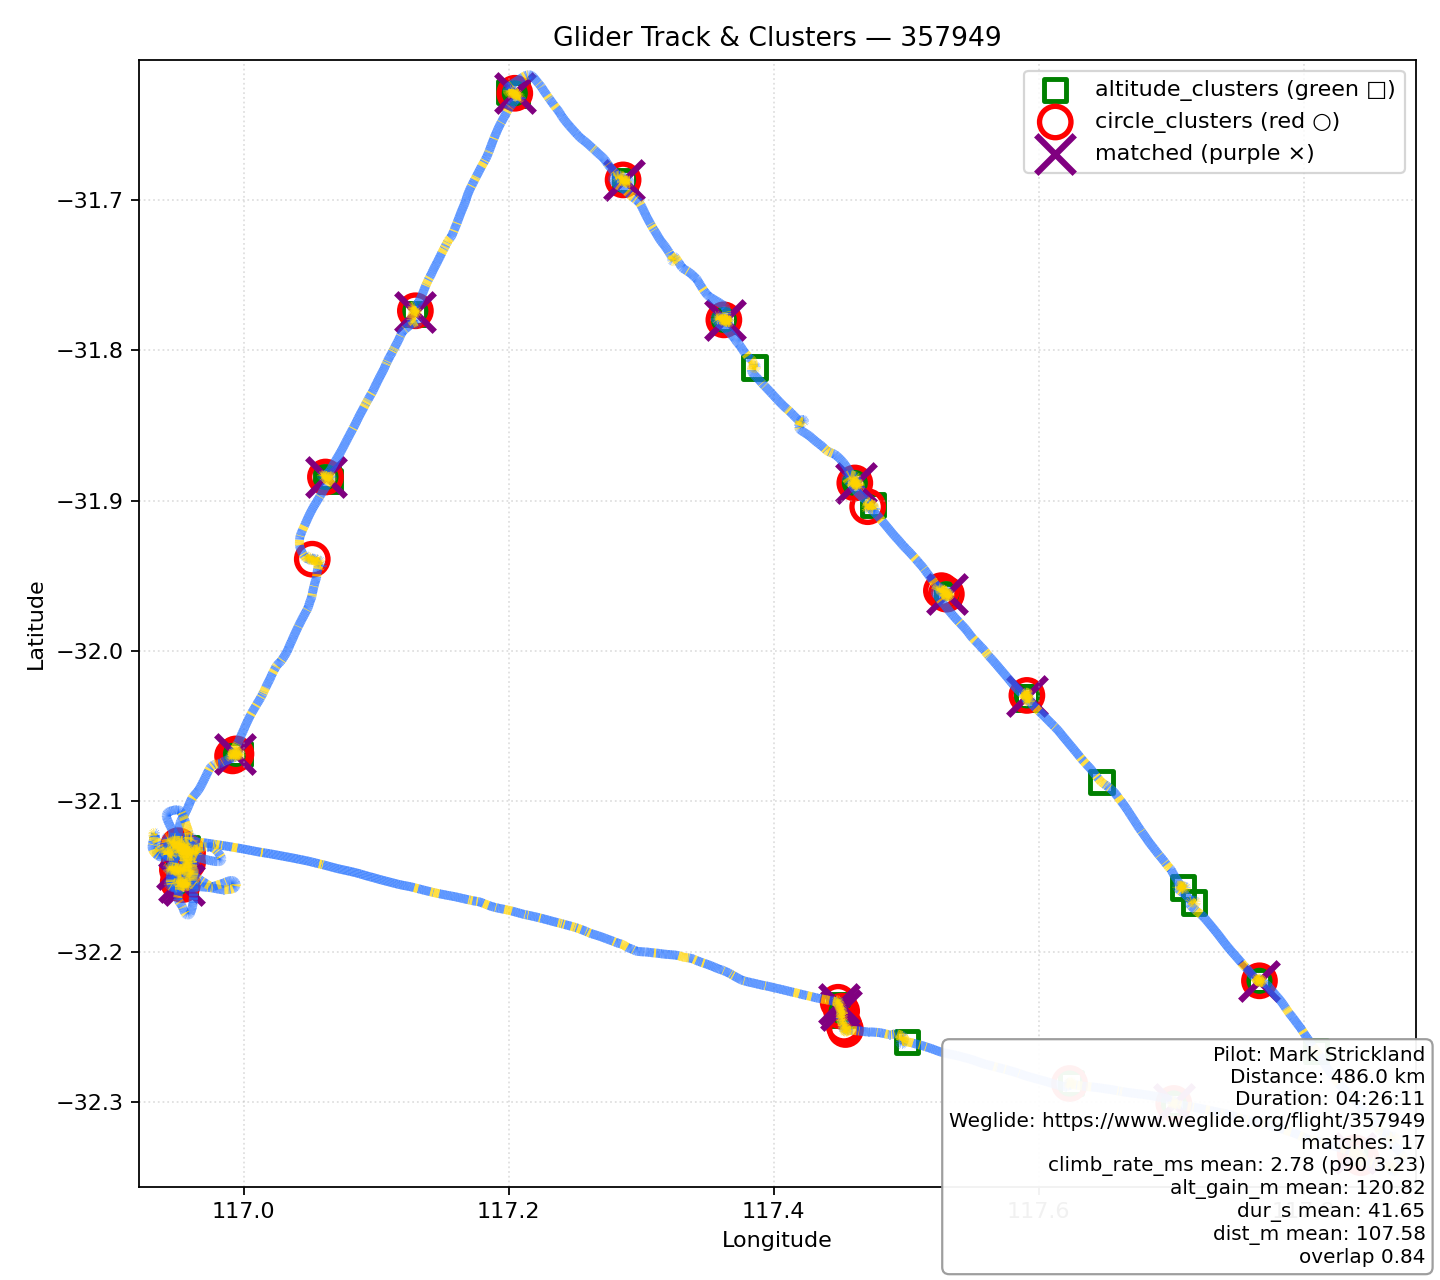 Glider Track & Clusters — 357949
altitude_clusters (green □)
circle_clusters (red ○)
matched (purple ×)
Latitude
−31.7
−31.8
−31.9
−32.0
−32.1
−32.2
−32.3
117.0
117.2
117.4
117.6
Longitude
Pilot: Mark Strickland
Distance: 486.0 km
Duration: 04:26:11
Weglide: https://www.weglide.org/flight/357949
matches: 17
climb_rate_ms mean: 2.78 (p90 3.23)
alt_gain_m mean: 120.82
dur_s mean: 41.65
dist_m mean: 107.58
overlap 0.84